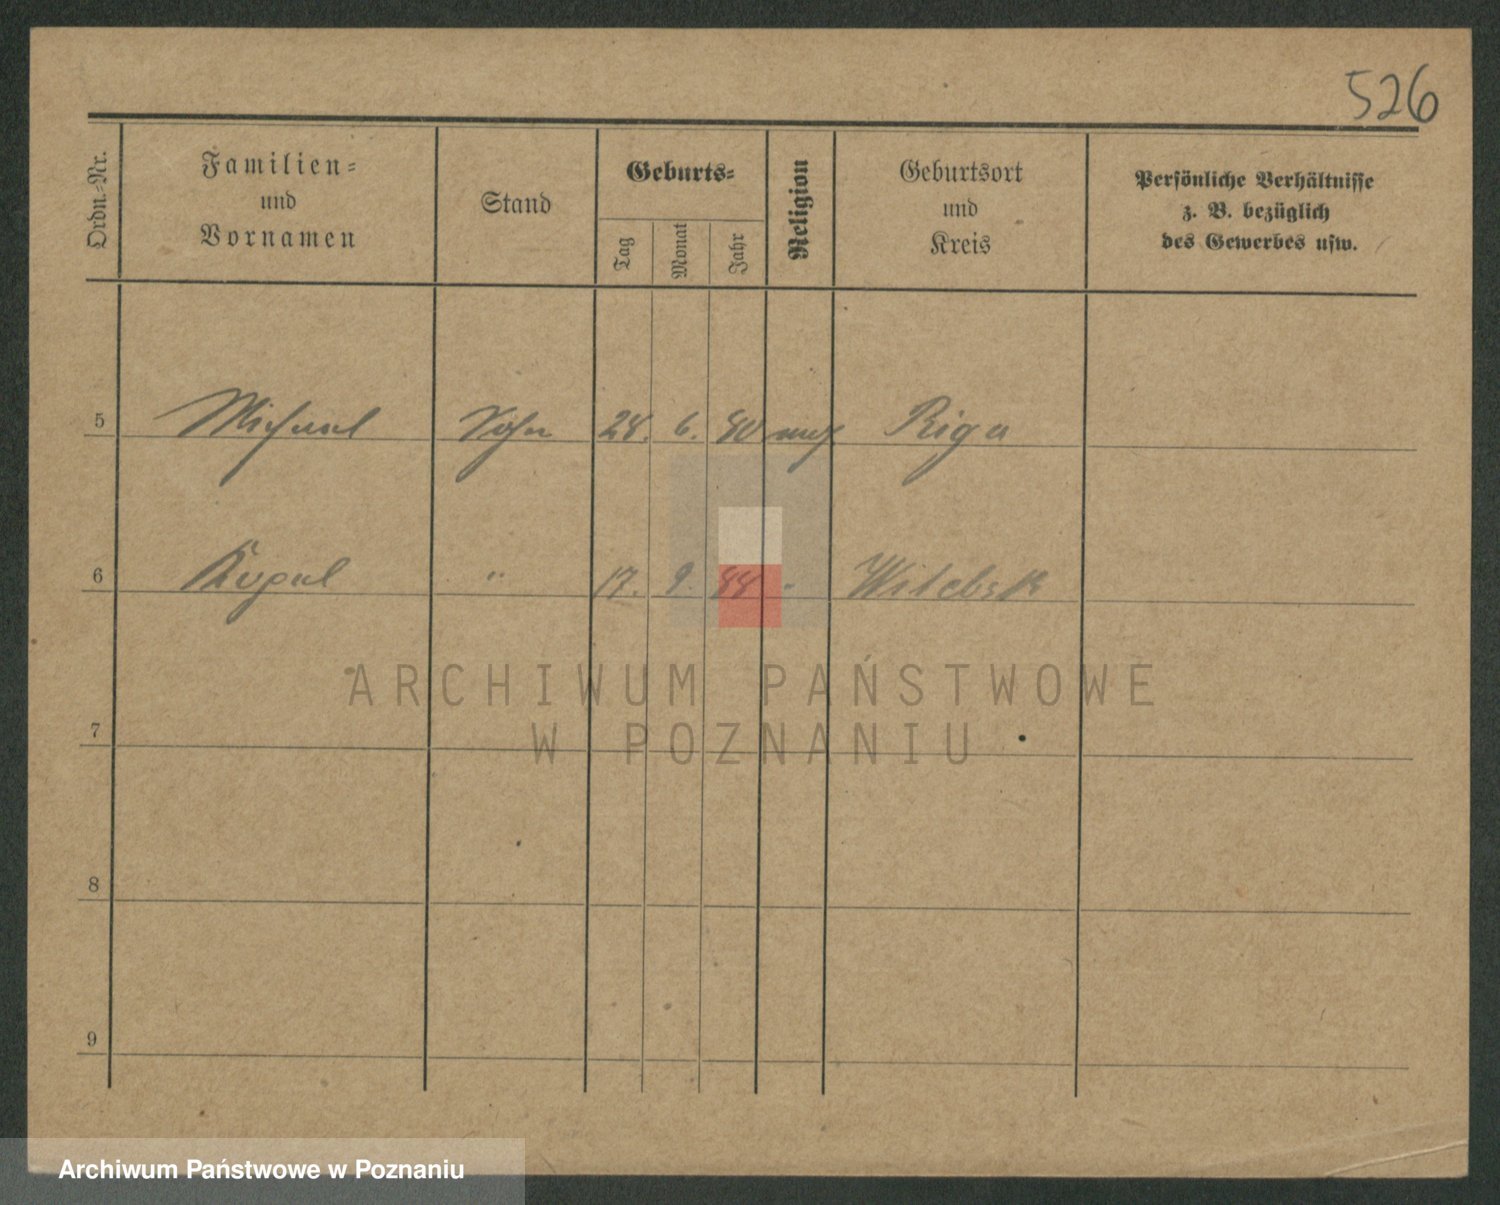 526
Ordn.-Nr.
Familien-
und
Vornamen
Stand
Geburts-
Tag
Monat
Jahr
Religion
Geburtsort
und
Kreis
Persönliche Verhältnisse
z. B. bezüglich
des Gewerbes usw.
5 Michael Sohn 28. 6. 80 Riga
6 " 17. 9. 88 " Witebsk
ARCHIWUM PAŃSTWOWE
W POZNANIU
7
8
9
Archiwum Państwowe w Poznaniu